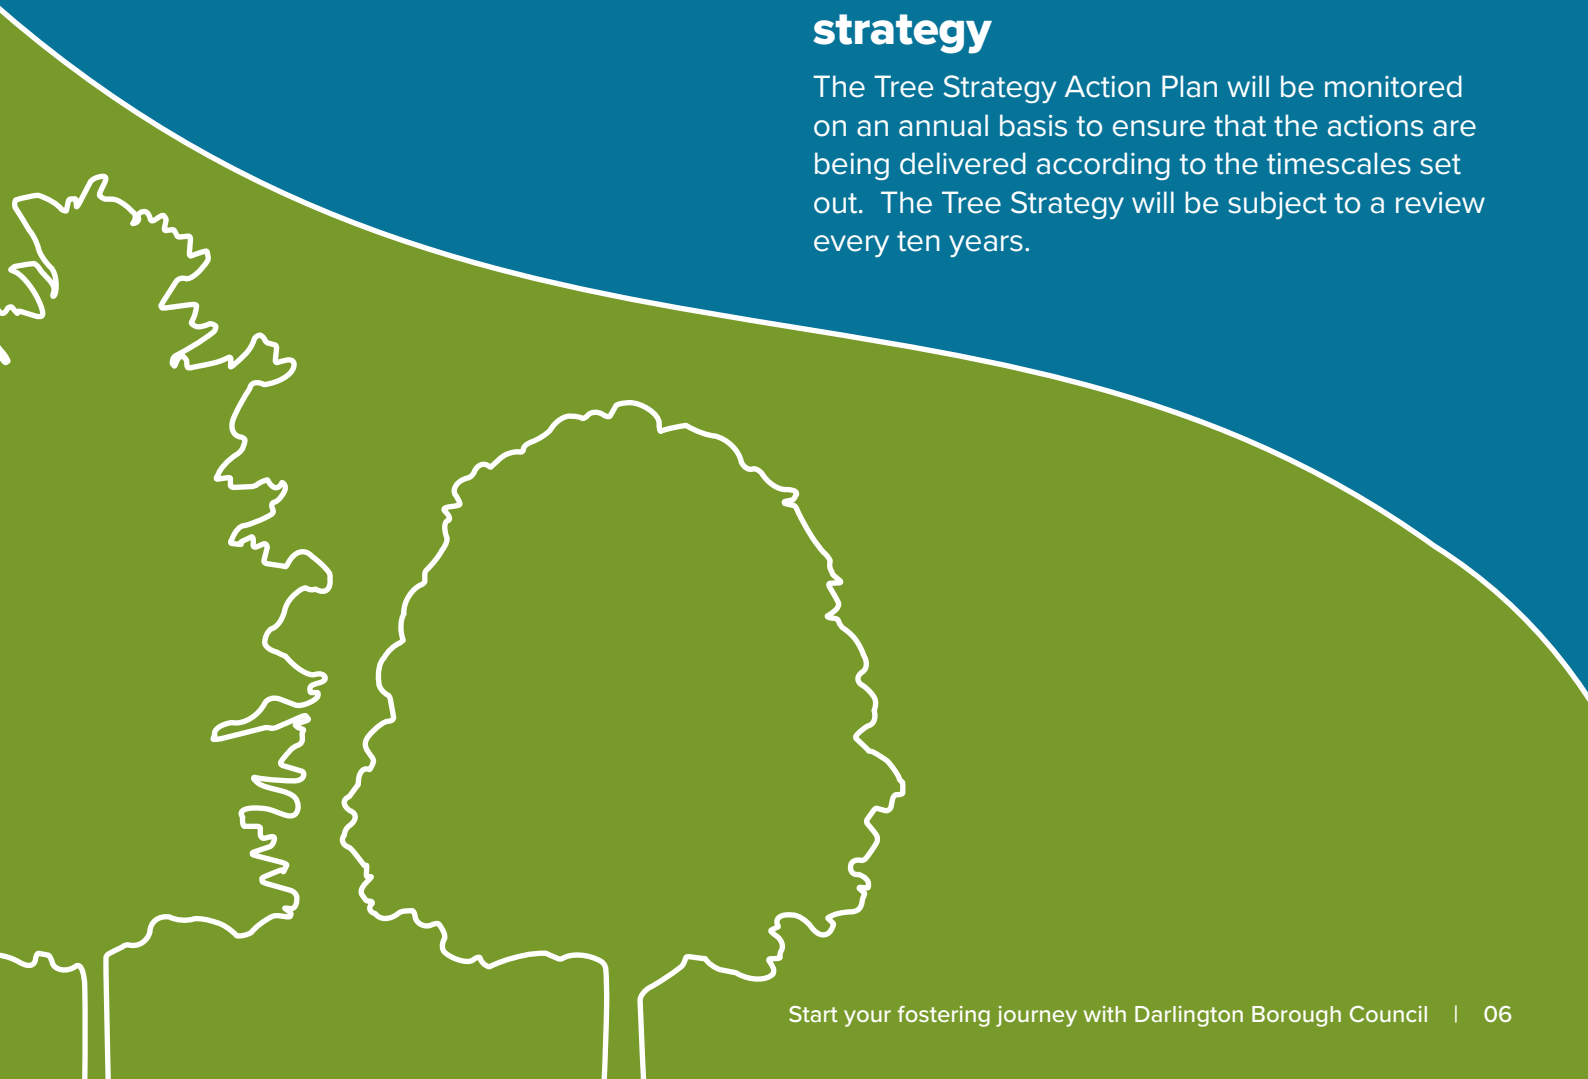 strategy
The Tree Strategy Action Plan will be monitored
on an annual basis to ensure that the actions are
being delivered according to the timescales set
out.  The Tree Strategy will be subject to a review
every ten years.
Start your fostering journey with Darlington Borough Council | 06